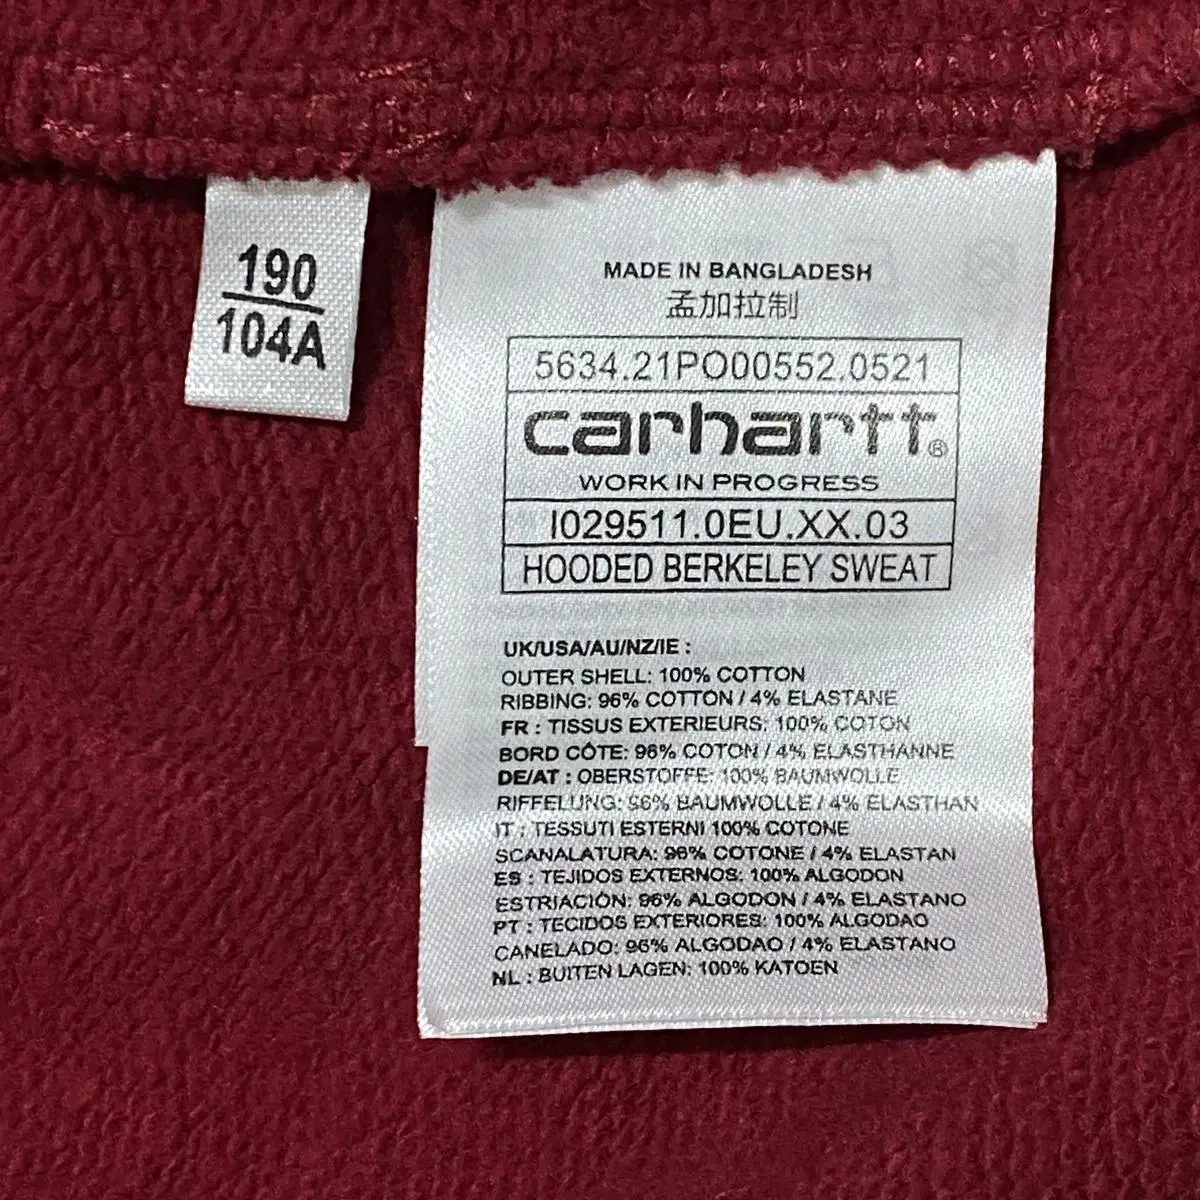 190
104A
MADE IN BANGLADESH
孟加拉制
5634.21PO00552.0521
carhartt®
WORK IN PROGRESS
I029511.0EU.XX.03
HOODED BERKELEY SWEAT
UK/USA/AU/NZ/IE :
OUTER SHELL: 100% COTTON
RIBBING: 96% COTTON / 4% ELASTANE
FR : TISSUS EXTERIEURS: 100% COTON
BORD CÔTE: 96% COTON / 4% ELASTHANNE
DE/AT : OBERSTOFFE: 100% BAUMWOLLE
RIFFELUNG: 96% BAUMWOLLE / 4% ELASTHAN
IT : TESSUTI ESTERNI 100% COTONE
SCANALATURA: 96% COTONE / 4% ELASTAN
ES : TEJIDOS EXTERNOS: 100% ALGODON
ESTRIACIÓN: 96% ALGODON / 4% ELASTANO
PT : TECIDOS EXTERIORES: 100% ALGODAO
CANELADO: 96% ALGODAO / 4% ELASTANO
NL : BUITEN LAGEN: 100% KATOEN